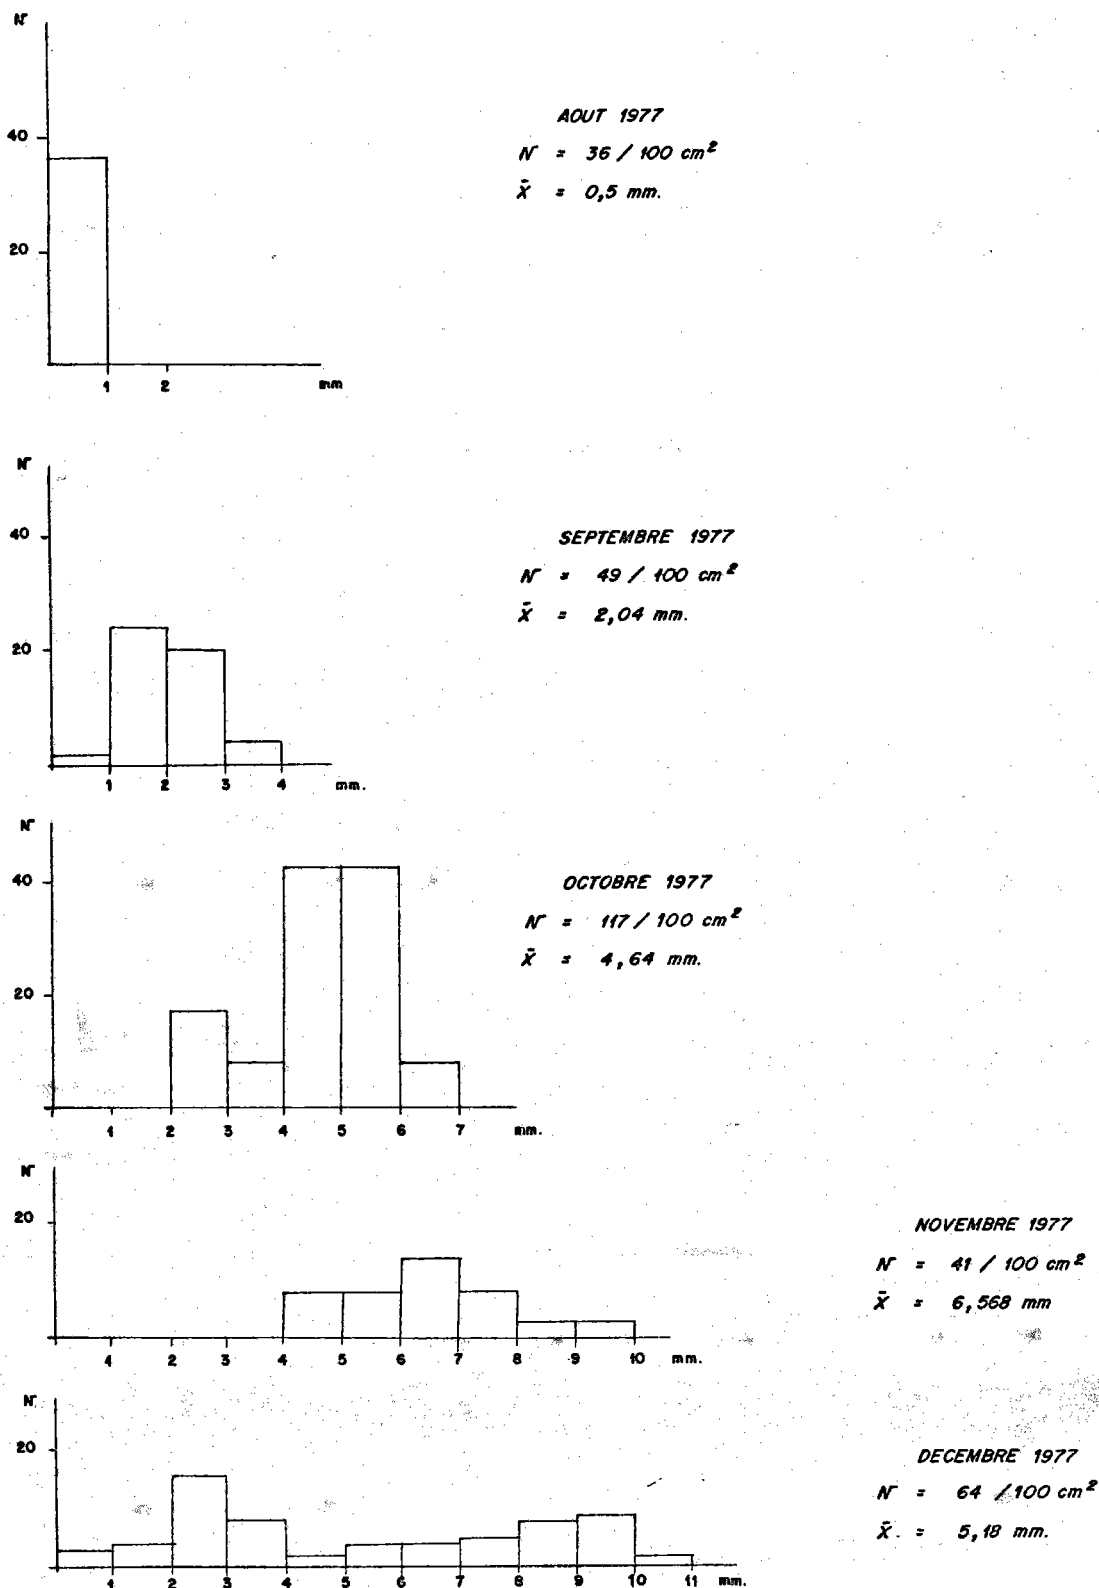 N
40
20
1 2 mm
AOUT 1977
N = 36 / 100 cm²
X̄ = 0,5 mm.
N
40
20
1 2 3 4 mm.
SEPTEMBRE 1977
N = 49 / 100 cm²
X̄ = 2,04 mm.
N
40
20
1 2 3 4 5 6 7 mm.
OCTOBRE 1977
N = 117 / 100 cm²
X̄ = 4,64 mm.
N
20
1 2 3 4 5 6 7 8 9 10 mm.
NOVEMBRE 1977
N = 41 / 100 cm²
X̄ = 6,568 mm
N
20
1 2 3 4 5 6 7 8 9 10 11 mm.
DECEMBRE 1977
N = 64 / 100 cm²
X̄. = 5,18 mm.